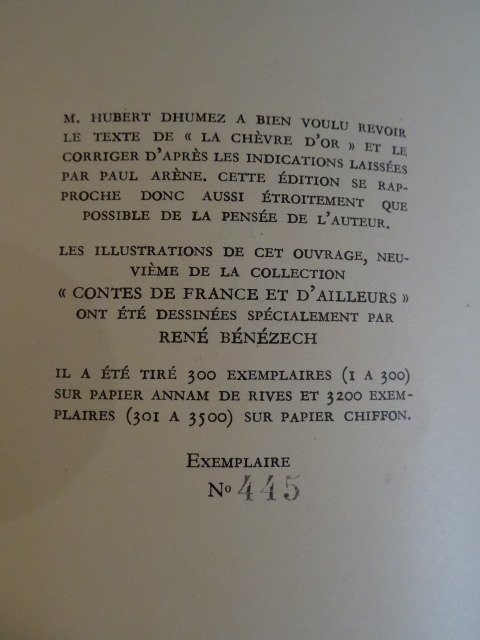 M. HUBERT DHUMEZ A BIEN VOULU REVOIR
LE TEXTE DE « LA CHÈVRE D'OR » ET LE
CORRIGER D'APRÈS LES INDICATIONS LAISSÉES
PAR PAUL ARÈNE. CETTE ÉDITION SE RAP-
PROCHE DONC AUSSI ÉTROITEMENT QUE
POSSIBLE DE LA PENSÉE DE L'AUTEUR.
LES ILLUSTRATIONS DE CET OUVRAGE, NEU-
VIÈME DE LA COLLECTION
« CONTES DE FRANCE ET D'AILLEURS »
ONT ÉTÉ DESSINÉES SPÉCIALEMENT PAR
RENÉ BÉNÉZECH
IL A ÉTÉ TIRÉ 300 EXEMPLAIRES (1 A 300)
SUR PAPIER ANNAM DE RIVES ET 3200 EXEM-
PLAIRES (301 A 3500) SUR PAPIER CHIFFON.
EXEMPLAIRE
Nº 445